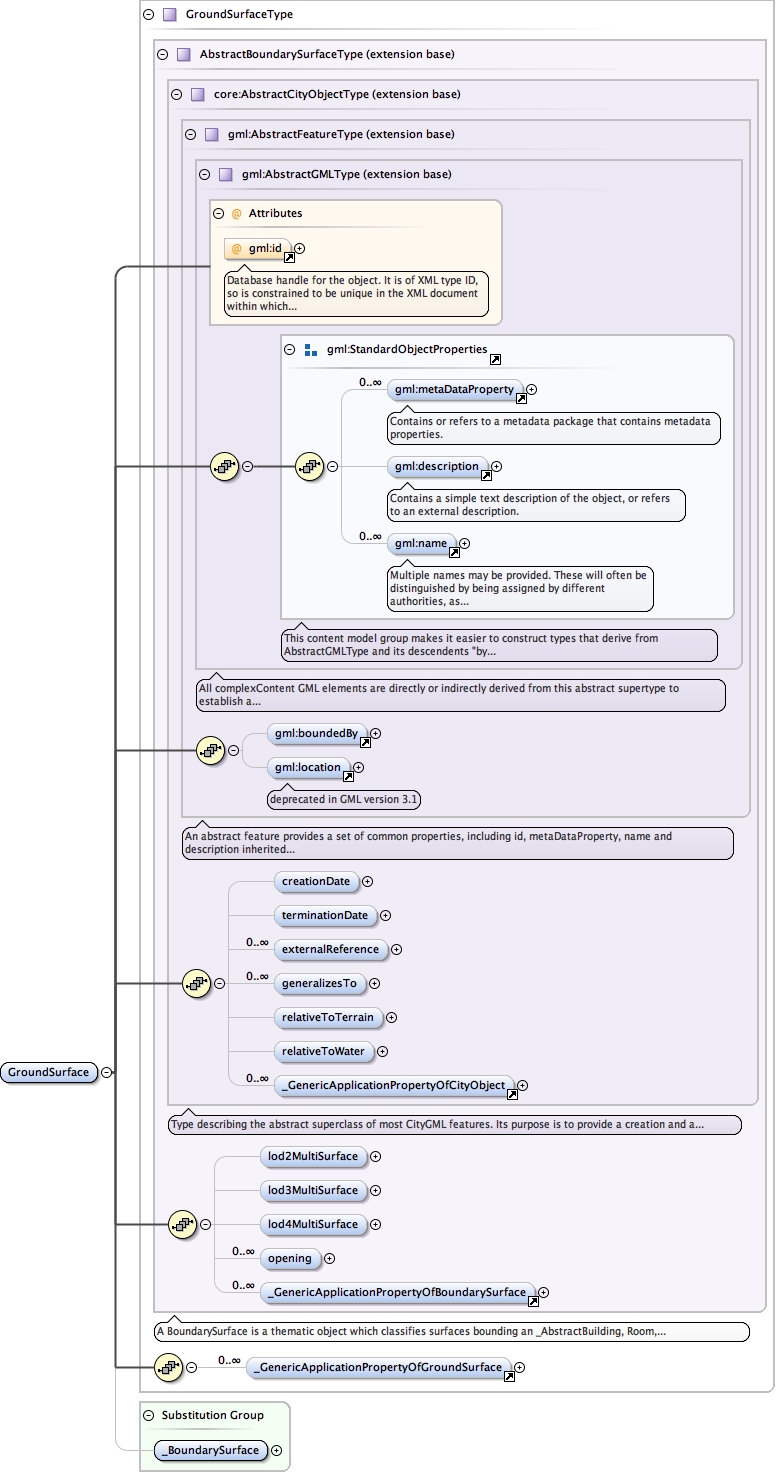 GroundSurfaceType
AbstractBoundarySurfaceType (extension base)
core:AbstractCityObjectType (extension base)
gml:AbstractFeatureType (extension base)
gml:AbstractGMLType (extension base)
@ Attributes
@ gml:id
Database handle for the object. It is of XML type ID,
so is constrained to be unique in the XML document
within which...
gml:StandardObjectProperties
0..∞
gml:metaDataProperty
Contains or refers to a metadata package that contains metadata
properties.
gml:description
Contains a simple text description of the object, or refers
to an external description.
0..∞
gml:name
Multiple names may be provided. These will often be
distinguished by being assigned by different
authorities, as...
This content model group makes it easier to construct types that derive from
AbstractGMLType and its descendents "by...
All complexContent GML elements are directly or indirectly derived from this abstract supertype to
establish a...
gml:boundedBy
gml:location
deprecated in GML version 3.1
An abstract feature provides a set of common properties, including id, metaDataProperty, name and
description inherited...
creationDate
terminationDate
0..∞
externalReference
0..∞
generalizesTo
relativeToTerrain
relativeToWater
GroundSurface
0..∞
_GenericApplicationPropertyOfCityObject
Type describing the abstract superclass of most CityGML features. Its purpose is to provide a creation and a...
lod2MultiSurface
lod3MultiSurface
lod4MultiSurface
0..∞
opening
0..∞
_GenericApplicationPropertyOfBoundarySurface
A BoundarySurface is a thematic object which classifies surfaces bounding an _AbstractBuilding, Room,...
0..∞
_GenericApplicationPropertyOfGroundSurface
Substitution Group
_BoundarySurface